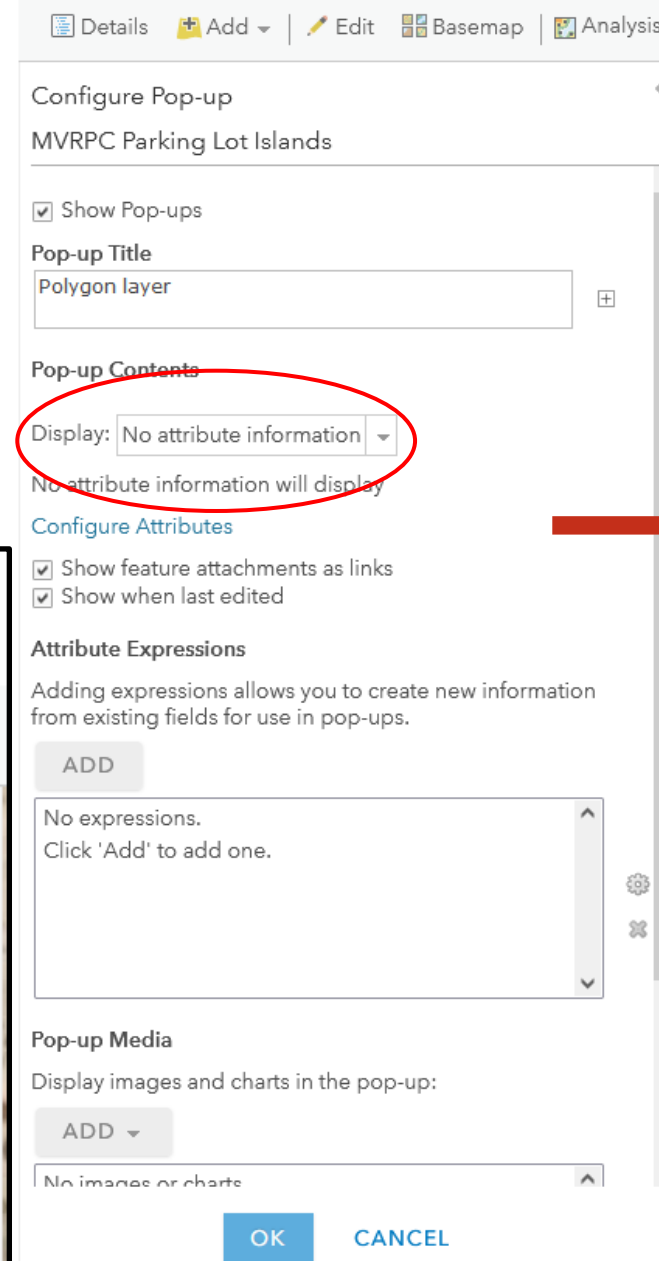 Details Add Edit Basemap Analysis
Configure Pop-up
MVRPC Parking Lot Islands
Show Pop-ups
Pop-up Title
Polygon layer
Pop-up Contents
Display: No attribute information
No attribute information will display
Configure Attributes
Show feature attachments as links
Show when last edited
Attribute Expressions
Adding expressions allows you to create new information
from existing fields for use in pop-ups.
ADD
No expressions.
Click 'Add' to add one.
Pop-up Media
Display images and charts in the pop-up:
ADD
No images or charts
OK CANCEL